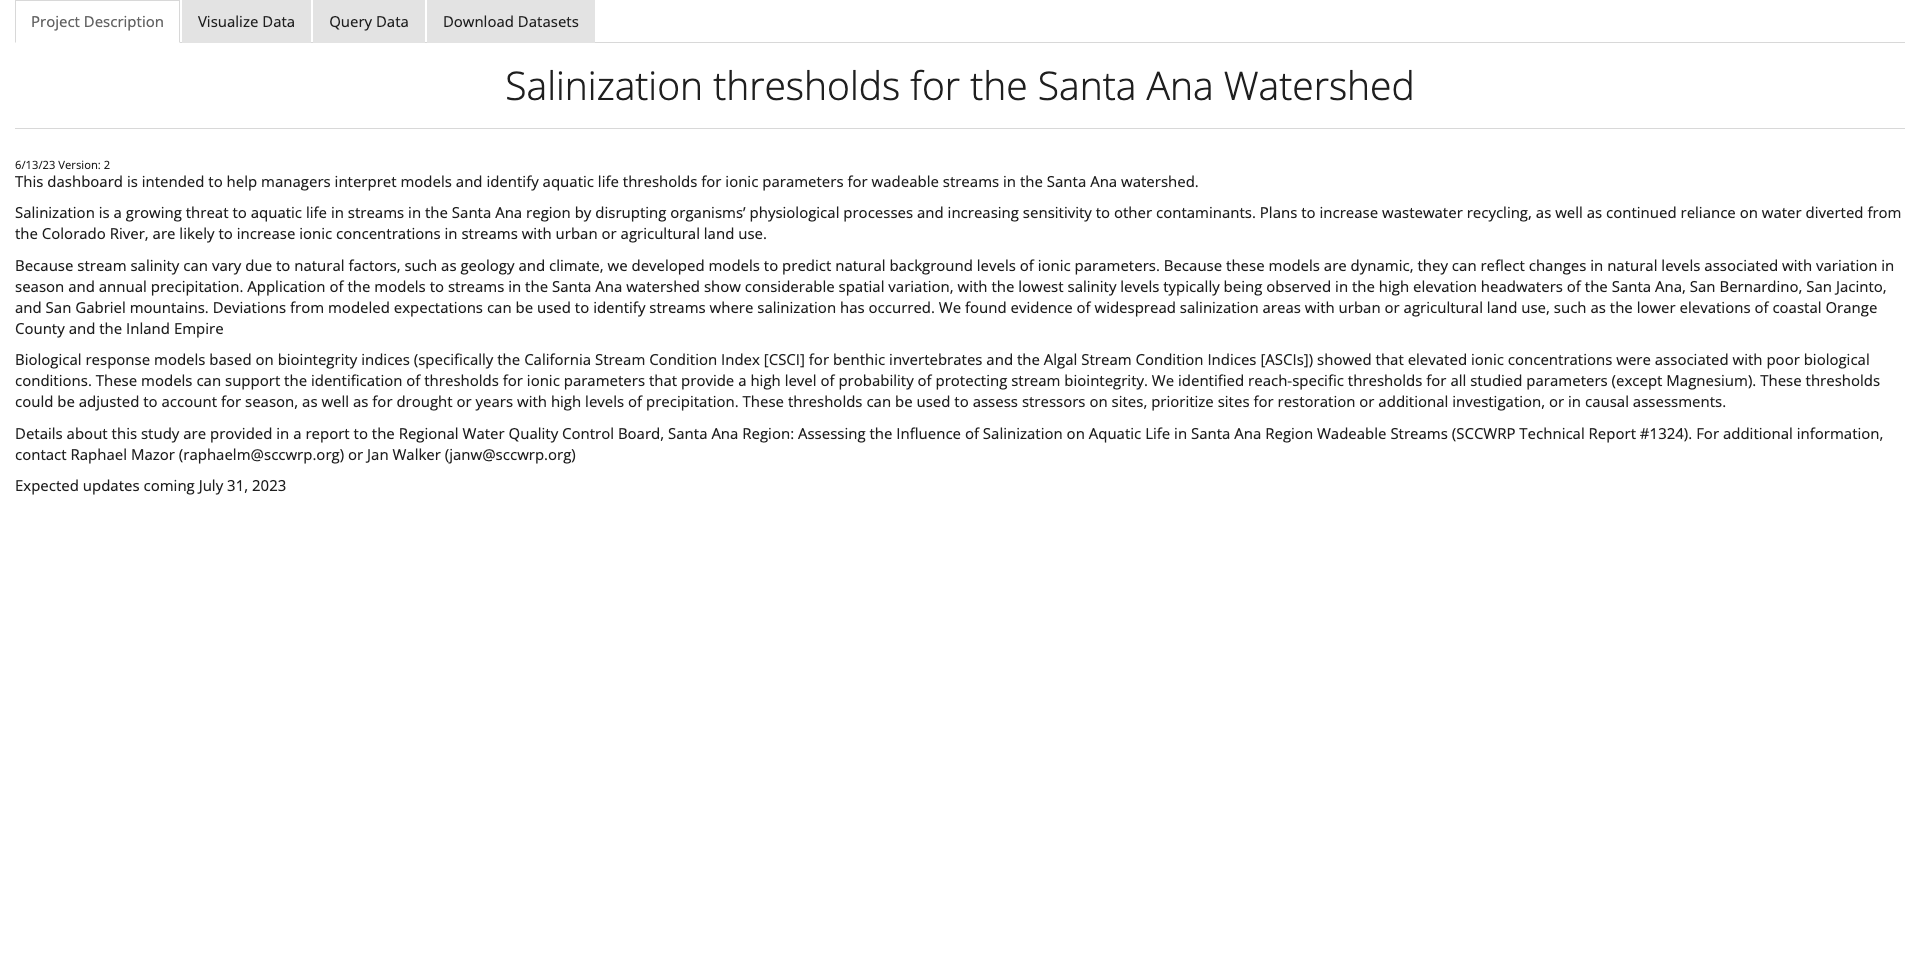 Project Description
Visualize Data
Query Data
Download Datasets
Salinization thresholds for the Santa Ana Watershed
6/13/23 Version: 2
This dashboard is intended to help managers interpret models and identify aquatic life thresholds for ionic parameters for wadeable streams in the Santa Ana watershed.
Salinization is a growing threat to aquatic life in streams in the Santa Ana region by disrupting organisms’ physiological processes and increasing sensitivity to other contaminants. Plans to increase wastewater recycling, as well as continued reliance on water diverted from
the Colorado River, are likely to increase ionic concentrations in streams with urban or agricultural land use.
Because stream salinity can vary due to natural factors, such as geology and climate, we developed models to predict natural background levels of ionic parameters. Because these models are dynamic, they can reflect changes in natural levels associated with variation in
season and annual precipitation. Application of the models to streams in the Santa Ana watershed show considerable spatial variation, with the lowest salinity levels typically being observed in the high elevation headwaters of the Santa Ana, San Bernardino, San Jacinto,
and San Gabriel mountains. Deviations from modeled expectations can be used to identify streams where salinization has occurred. We found evidence of widespread salinization areas with urban or agricultural land use, such as the lower elevations of coastal Orange
County and the Inland Empire
Biological response models based on biointegrity indices (specifically the California Stream Condition Index [CSCI] for benthic invertebrates and the Algal Stream Condition Indices [ASCIs]) showed that elevated ionic concentrations were associated with poor biological
conditions. These models can support the identification of thresholds for ionic parameters that provide a high level of probability of protecting stream biointegrity. We identified reach-specific thresholds for all studied parameters (except Magnesium). These thresholds
could be adjusted to account for season, as well as for drought or years with high levels of precipitation. These thresholds can be used to assess stressors on sites, prioritize sites for restoration or additional investigation, or in causal assessments.
Details about this study are provided in a report to the Regional Water Quality Control Board, Santa Ana Region: Assessing the Influence of Salinization on Aquatic Life in Santa Ana Region Wadeable Streams (SCCWRP Technical Report #1324). For additional information,
contact Raphael Mazor (raphaelm@sccwrp.org) or Jan Walker (janw@sccwrp.org)
Expected updates coming July 31, 2023